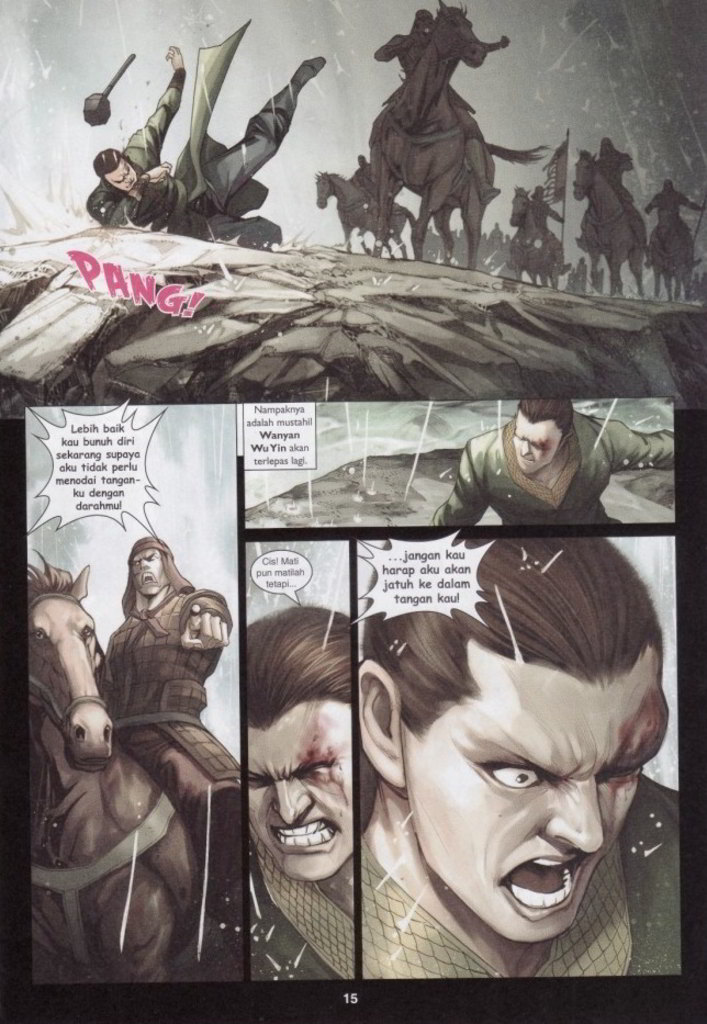 PANG!
Lebih baik
kau bunuh diri
sekarang supaya
aku tidak perlu
menodai tangan-
ku dengan
darahmu!
Nampaknya
adalah mustahil
Wanyan
Wu Yin akan
terlepas lagi.
Cis! Mati
pun matilah
tetapi...
...jangan kau
harap aku akan
jatuh ke dalam
tangan kau!
15